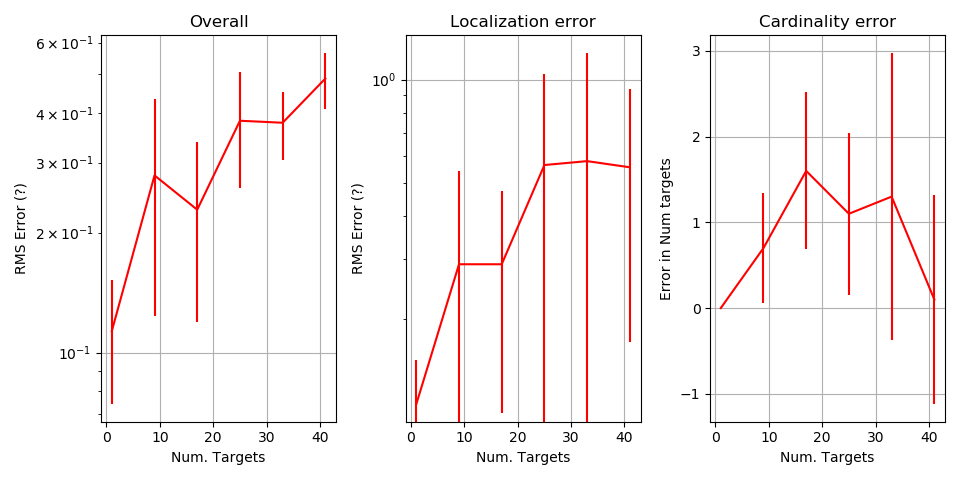 Overall
Localization error
Cardinality error
6 × 10⁻¹
4 × 10⁻¹
3 × 10⁻¹
2 × 10⁻¹
10⁻¹
RMS Error (?)
0 10 20 30 40
Num. Targets
10⁰
RMS Error (?)
0 10 20 30 40
Num. Targets
3
2
1
0
−1
Error in Num targets
0 10 20 30 40
Num. Targets